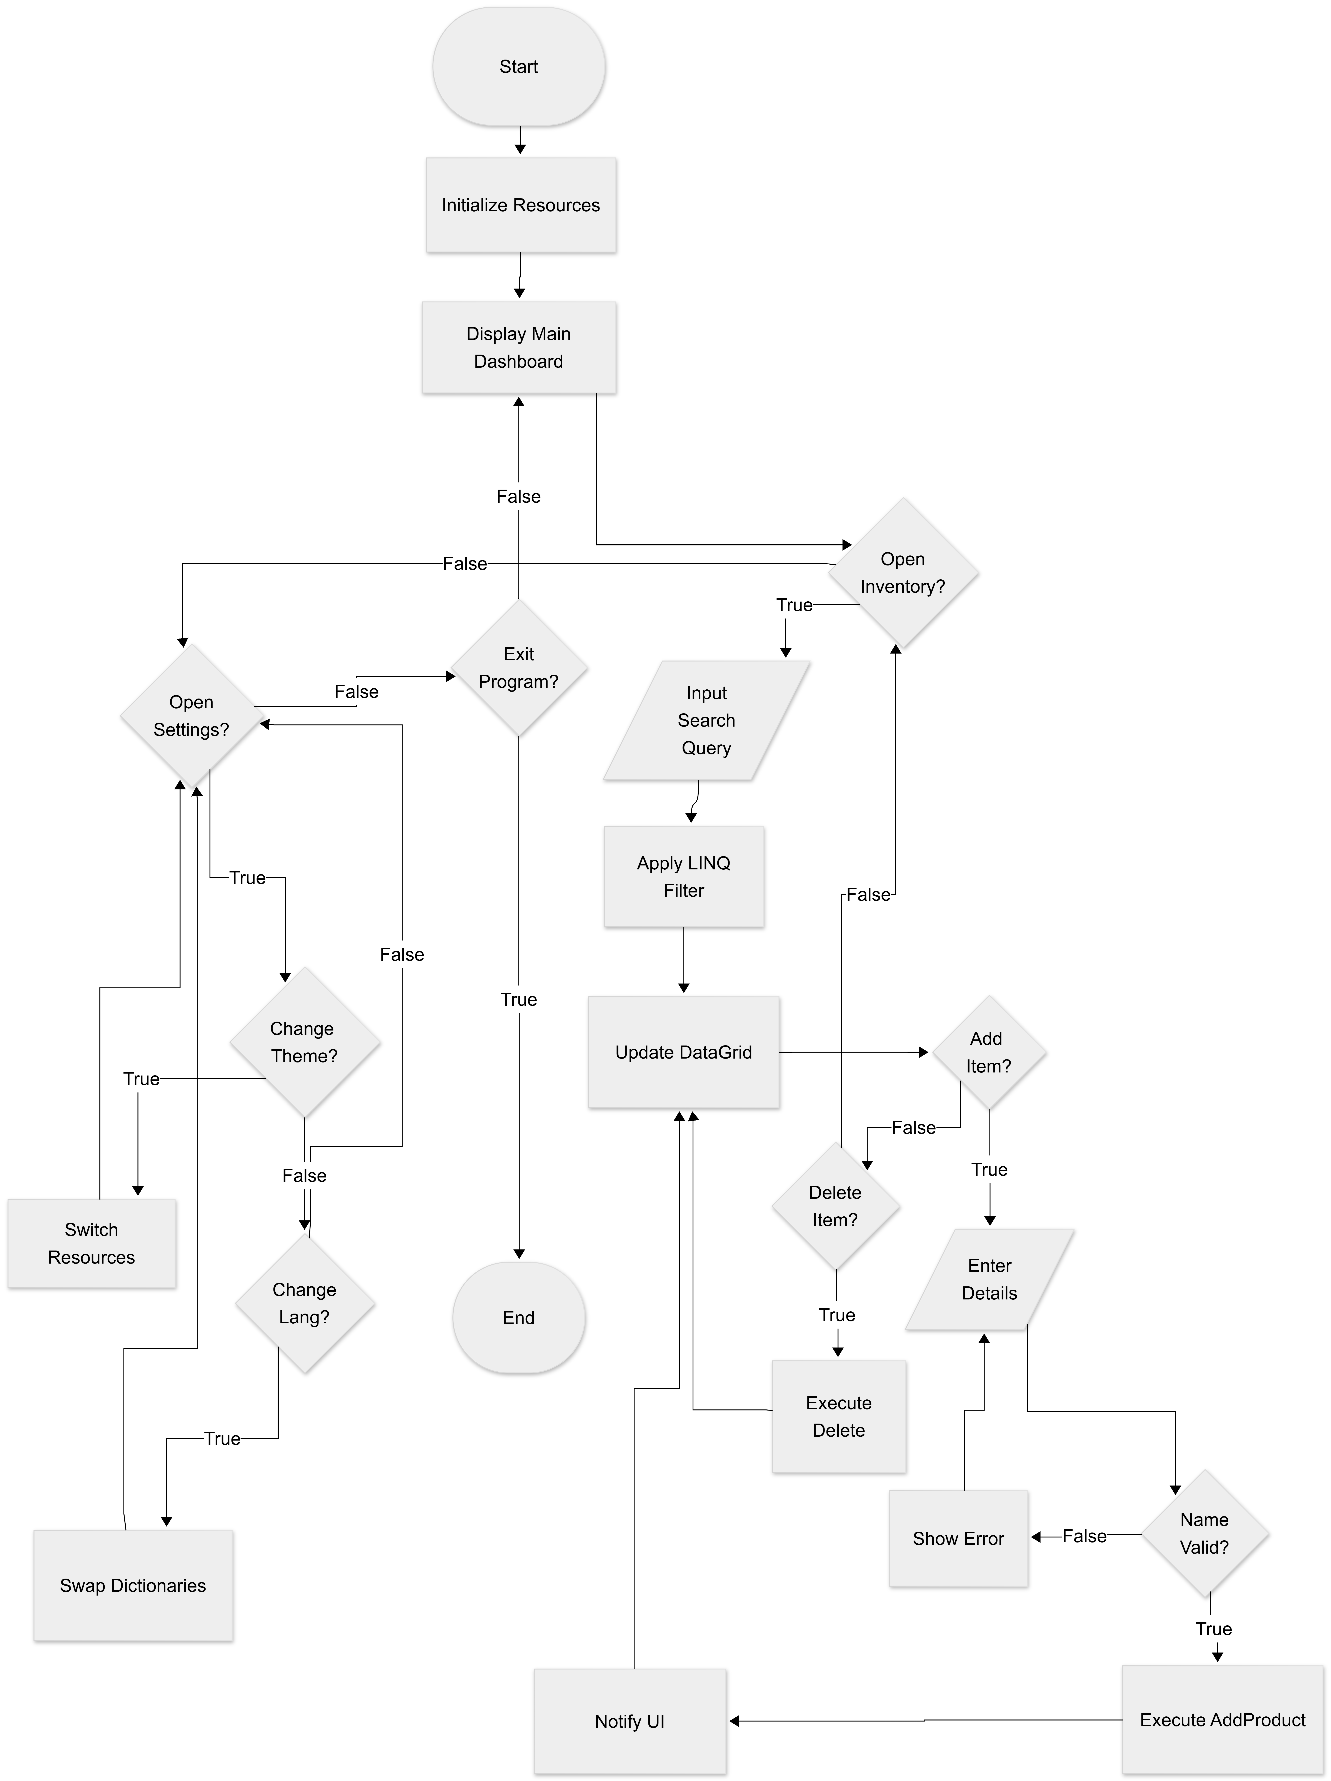 Start
Initialize Resources
Display Main
Dashboard
False
Open
Inventory?
False
True
Exit
Program?
Open
Settings?
False
Input
Search
Query
Apply LINQ
Filter
True
False
False
True
Change
Theme?
Update DataGrid
Add
Item?
True
False
False
True
Delete
Item?
Switch
Resources
Enter
Details
Change
Lang?
End
True
Execute
Delete
True
Name
Valid?
False
Show Error
Swap Dictionaries
True
Notify UI
Execute AddProduct